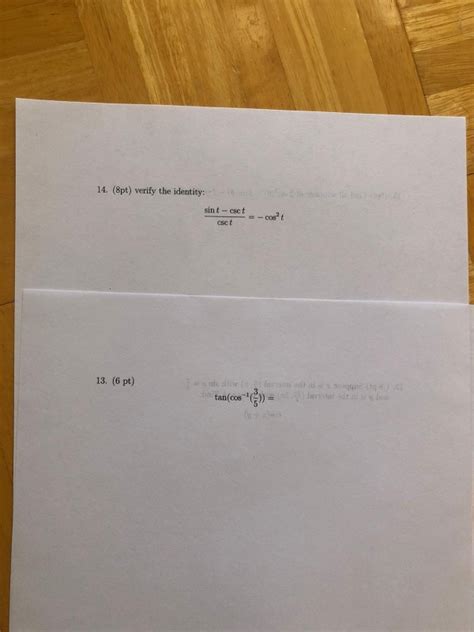 14. (8pt) verify the identity:
sin t − csc t / csc t = − cos² t
13. (6 pt)
tan(cos⁻¹(3/5)) =